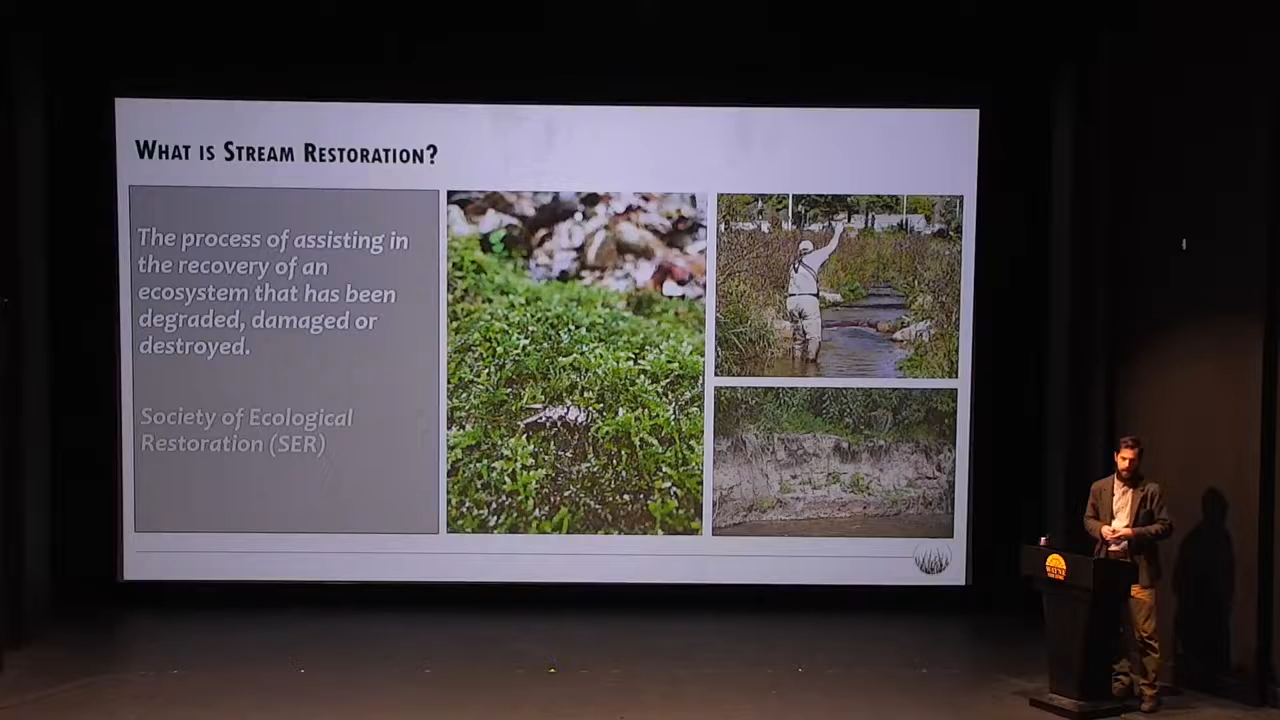 WHAT IS STREAM RESTORATION?
The process of assisting in
the recovery of an
ecosystem that has been
degraded, damaged or
destroyed.
Society of Ecological
Restoration (SER)
WAYNE